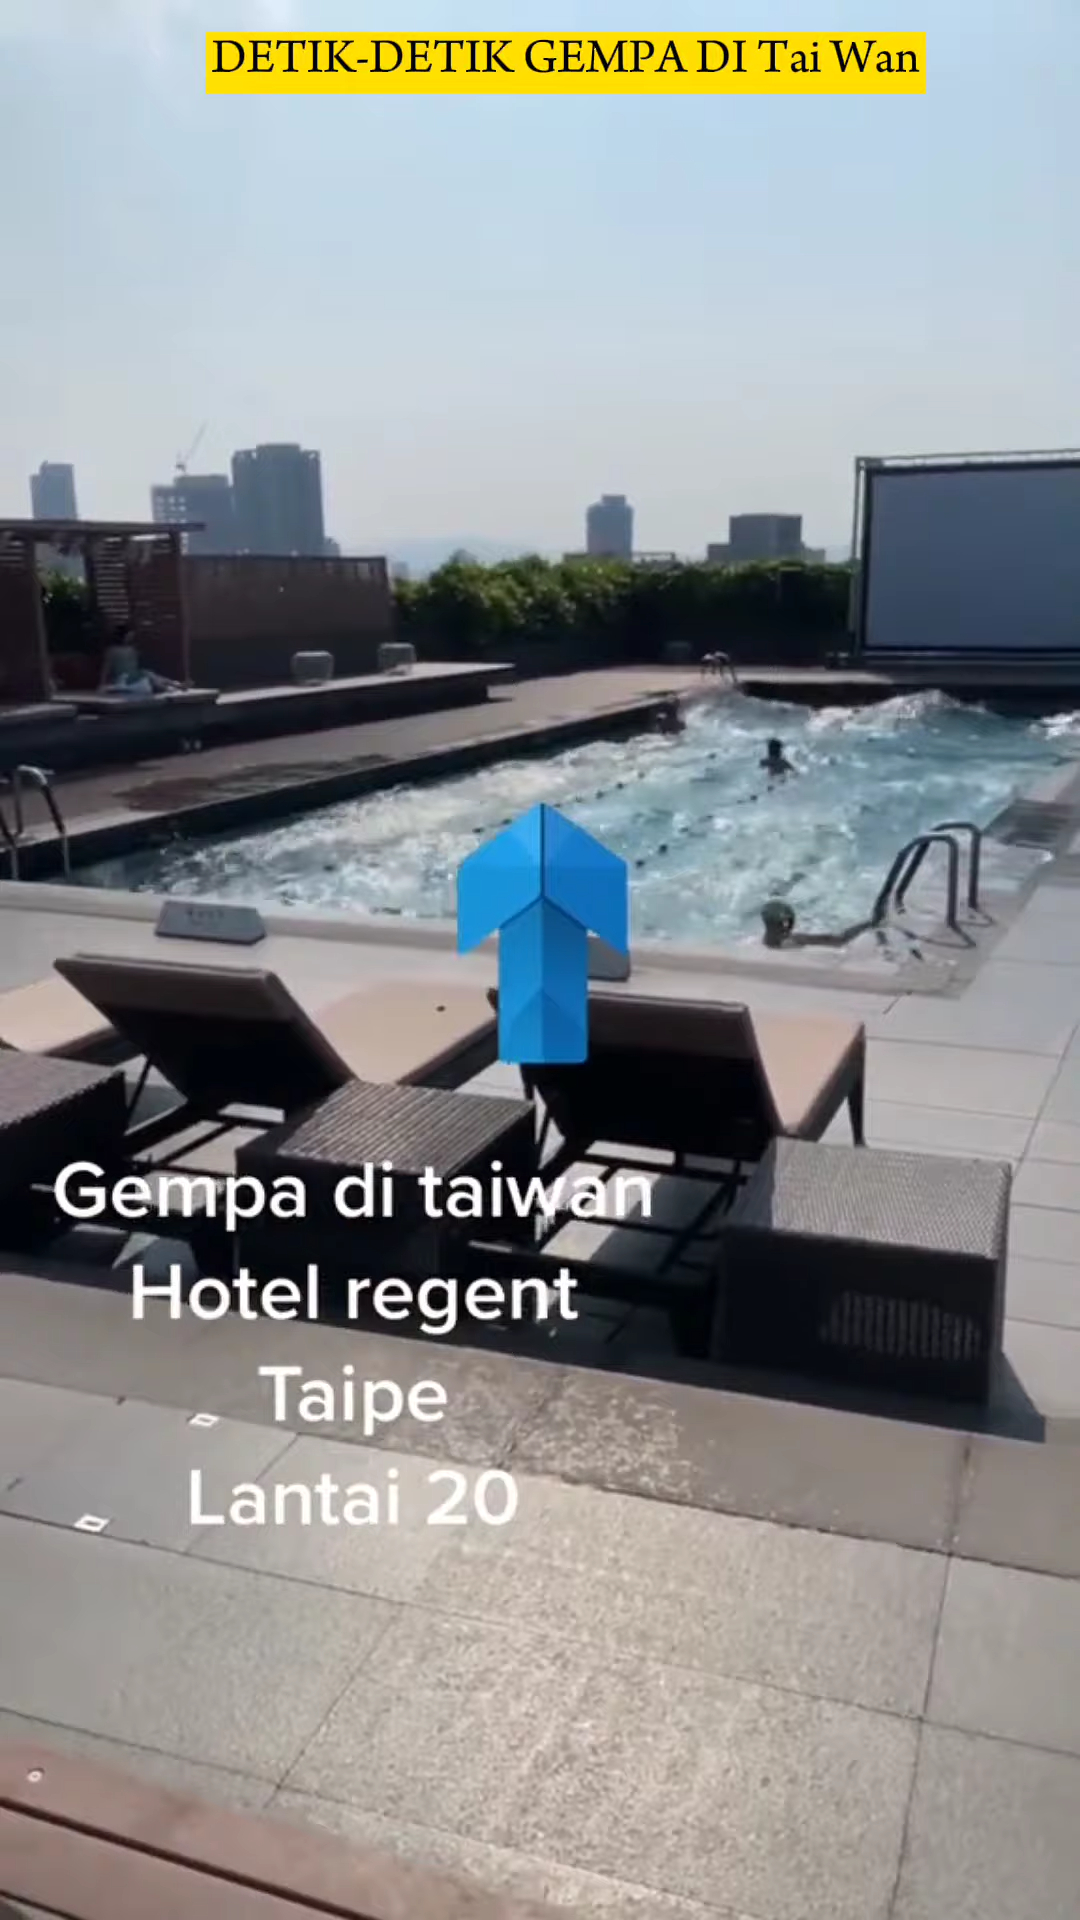 DETIK-DETIK GEMPA DI Tai Wan
Gempa di taiwan
Hotel regent
Taipe
Lantai 20